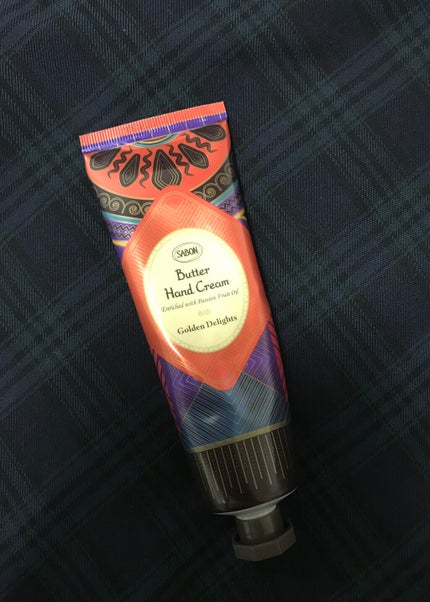 SABON
Butter
Hand Cream
Enriched with Passion Fruit Oil
Golden Delights